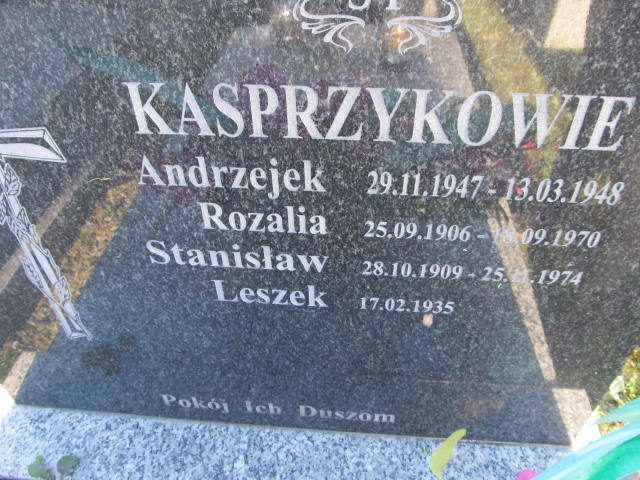 Ś P
KASPRZYKOWIE
Andrzejek 29.11.1947 - 13.03.1948
Rozalia 25.09.1906 - 18.09.1970
Stanisław 28.10.1909 - 25.11.1974
Leszek 17.02.1935
Pokój Ich Duszom